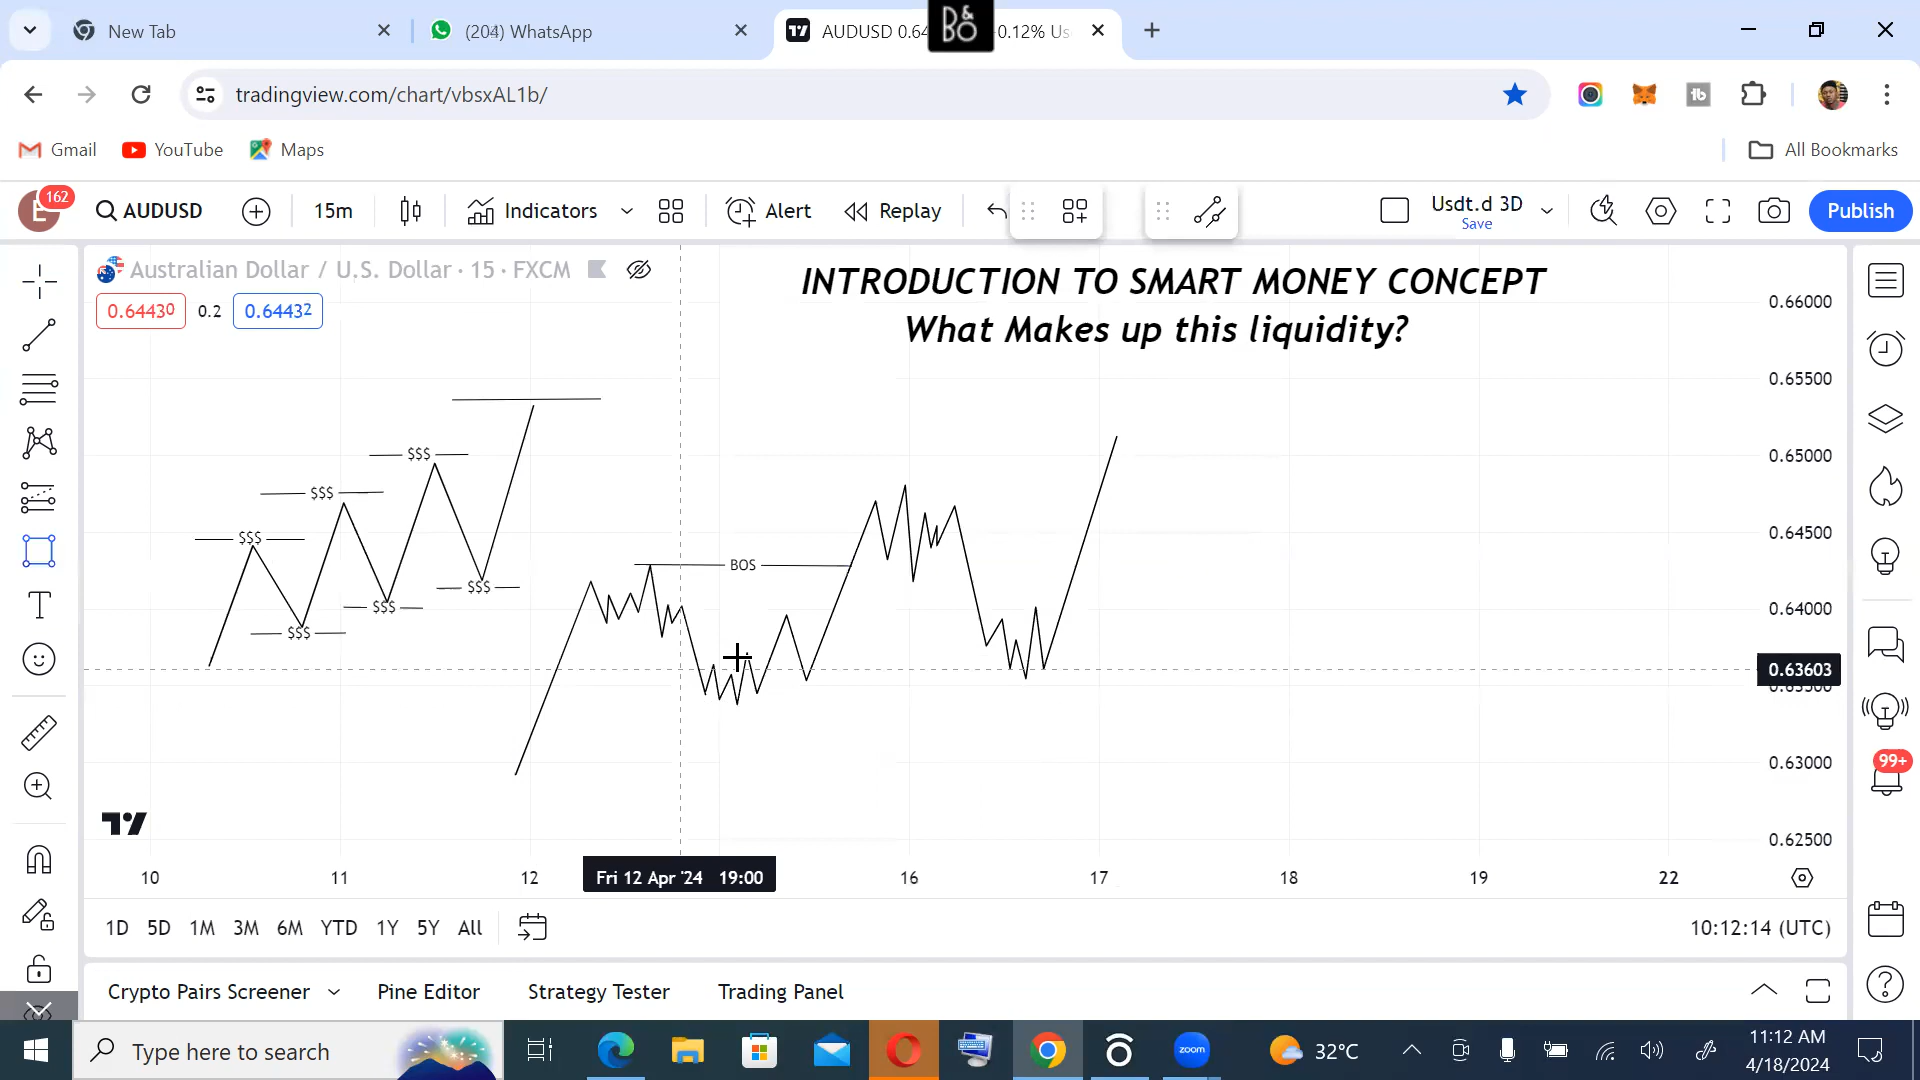 New Tab
(204) WhatsApp
AUDUSD 0.64
B&O
-0.12% Us
tradingview.com/chart/vbsxAL1b/
Gmail
YouTube
Maps
All Bookmarks
E
162
AUDUSD
15m
Indicators
Alert
Replay
Usdt.d 3D
Save
Publish
Australian Dollar / U.S. Dollar · 15 · FXCM
0.64430
0.2
0.64432
INTRODUCTION TO SMART MONEY CONCEPT
What Makes up this liquidity?
$$$
$$$
$$$
$$$
$$$
$$$
BOS
0.66000
0.65500
0.65000
0.64500
0.64000
0.63603
0.63500
0.63000
0.62500
99+
10
11
12
Fri 12 Apr '24 19:00
16
17
18
19
22
1D
5D
1M
3M
6M
YTD
1Y
5Y
All
10:12:14 (UTC)
Crypto Pairs Screener
Pine Editor
Strategy Tester
Trading Panel
Type here to search
zoom
32°C
11:12 AM
4/18/2024